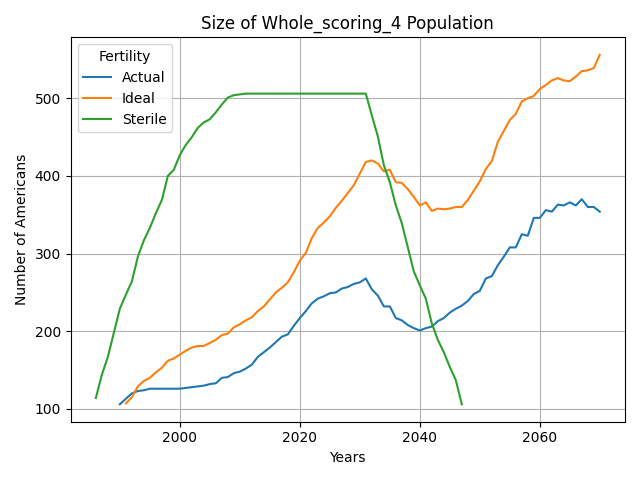 Size of Whole_scoring_4 Population
Fertility
Actual
Ideal
Sterile
Number of Americans
500
400
300
200
100
2000
2020
2040
2060
Years